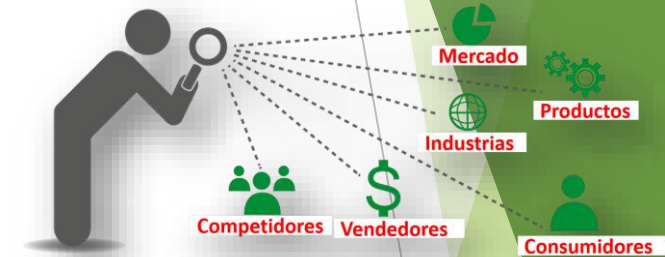 Mercado
Productos
Industrias
Competidores
Vendedores
Consumidores